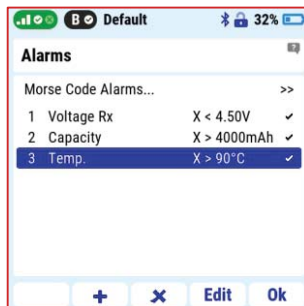 B Default 32%
Alarms
Morse Code Alarms... >>
1 Voltage Rx X < 4.50V ✓
2 Capacity X > 4000mAh ✓
3 Temp. X > 90°C ✓
+ × Edit Ok